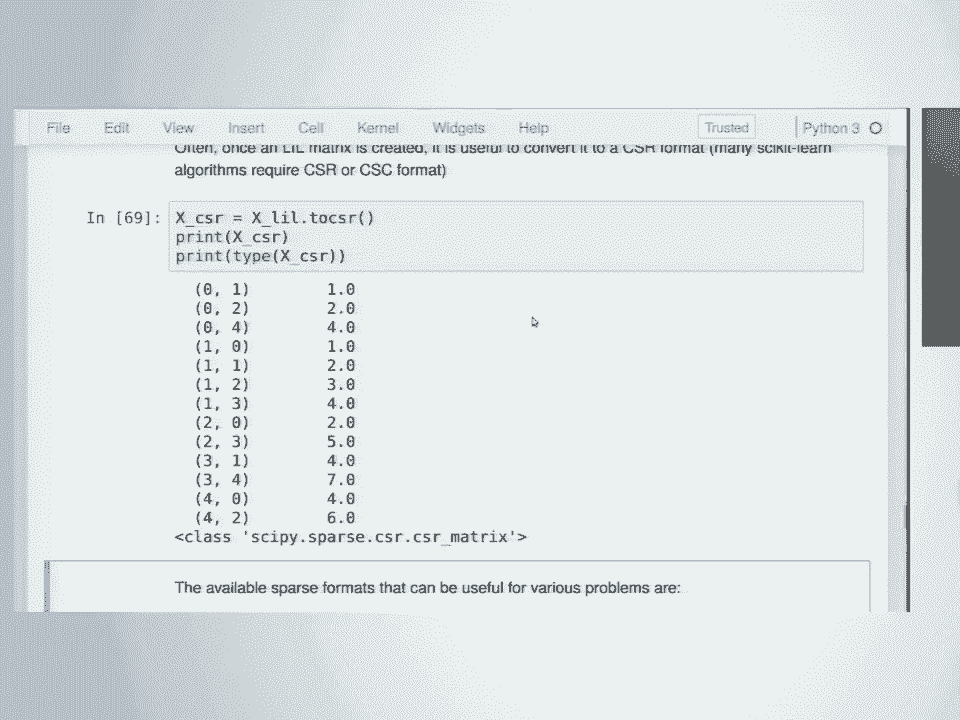 File Edit View Insert Cell Kernel Widgets Help Trusted Python 3
Often, once an LIL matrix is created, it is useful to convert it to a CSR format (many scikit-learn
algorithms require CSR or CSC format)
In [69]: X_csr = X_lil.tocsr()
print(X_csr)
print(type(X_csr))
(0, 1) 1.0
(0, 2) 2.0
(0, 4) 4.0
(1, 0) 1.0
(1, 1) 2.0
(1, 2) 3.0
(1, 3) 4.0
(2, 0) 2.0
(2, 3) 5.0
(3, 1) 4.0
(3, 4) 7.0
(4, 0) 4.0
(4, 2) 6.0
<class 'scipy.sparse.csr.csr_matrix'>
The available sparse formats that can be useful for various problems are: